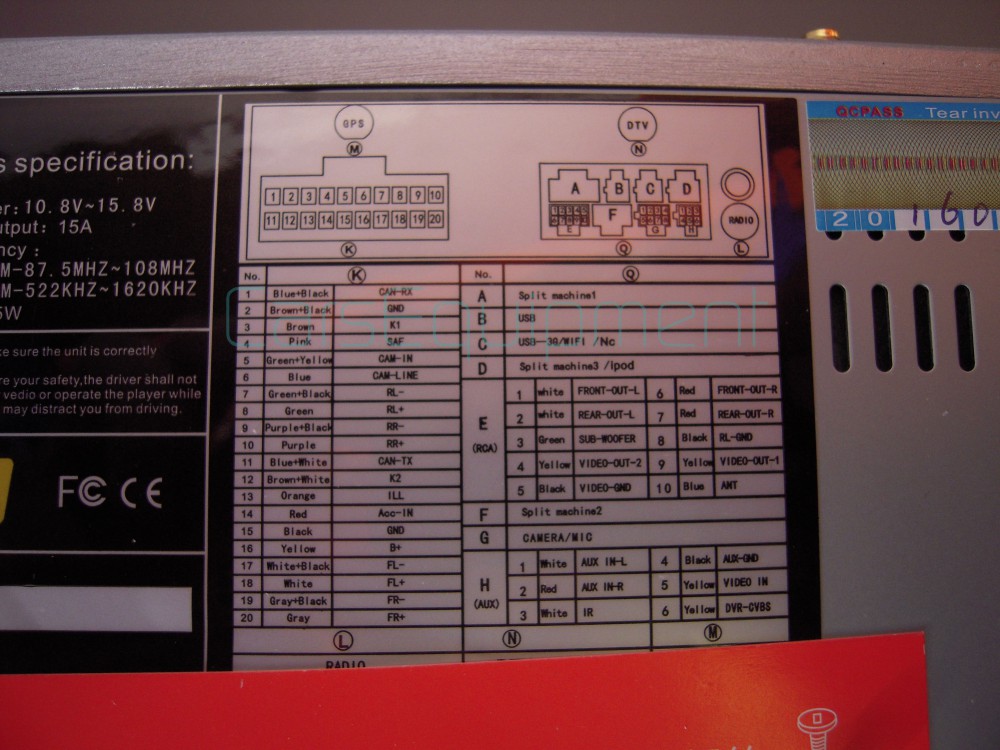 QCPASS Tear inv
2 0 160
s specification:
er: 10.8V~15.8V
utput: 15A
ncy :
M-87.5MHZ~108MHZ
M-522KHZ~1620KHZ
5W
ke sure the unit is correctly
re your safety,the driver shall not
vedio or operate the player while
may distract you from driving.
FC CE
GPS
M
DTV
N
1 2 3 4 5 6 7 8 9 10
11 12 13 14 15 16 17 18 19 20
K
A B C D
F
E G H
Q
RADIO
L
No. K
1 Blue+Black CAN-RX
2 Brown+Black GND
3 Brown K1
4 Pink SAF
5 Green+Yellow CAM-IN
6 Blue CAM-LINE
7 Green+Black RL-
8 Green RL+
9 Purple+Black RR-
10 Purple RR+
11 Blue+White CAN-TX
12 Brown+White K2
13 Orange ILL
14 Red Acc-IN
15 Black GND
16 Yellow B+
17 White+Black FL-
18 White FL+
19 Gray+Black FR-
20 Gray FR+
No. Q
A Split machine1
B USB
C USB-3G/WIFI /Nc
D Split machine3 /Ipod
E (RCA)
1 white FRONT-OUT-L 6 Red FRONT-OUT-R
2 white REAR-OUT-L 7 Red REAR-OUT-R
3 Green SUB-WOOFER 8 Black RL-GND
4 Yellow VIDEO-OUT-2 9 Yellow VIDEO-OUT-1
5 Black VIDEO-GND 10 Blue ANT
F Split machine2
G CAMERA/MIC
H (AUX)
1 White AUX IN-L 4 Black AUX-GND
2 Red AUX IN-R 5 Yellow VIDEO IN
3 White IR 6 Yellow DVR-CVBS
L N M
RADIO
CarsEquipment